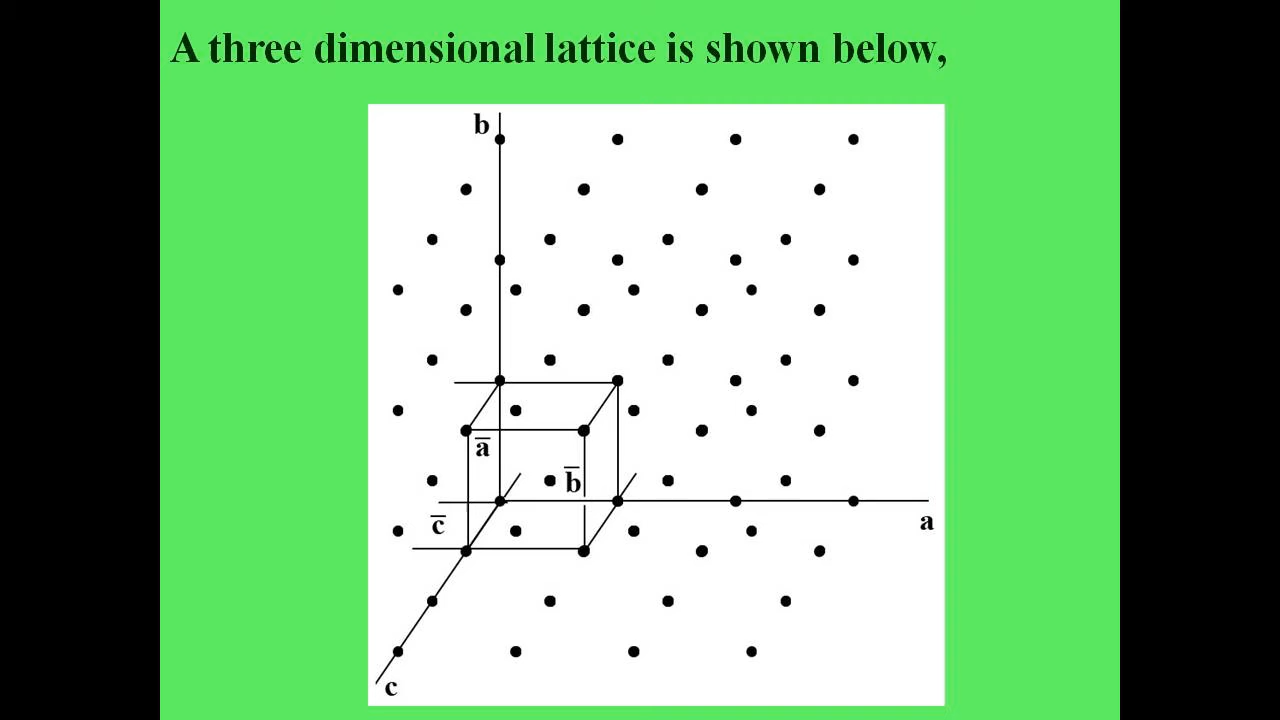 A three dimensional lattice is shown below,
b
a̅
b̅
c̅
a
c